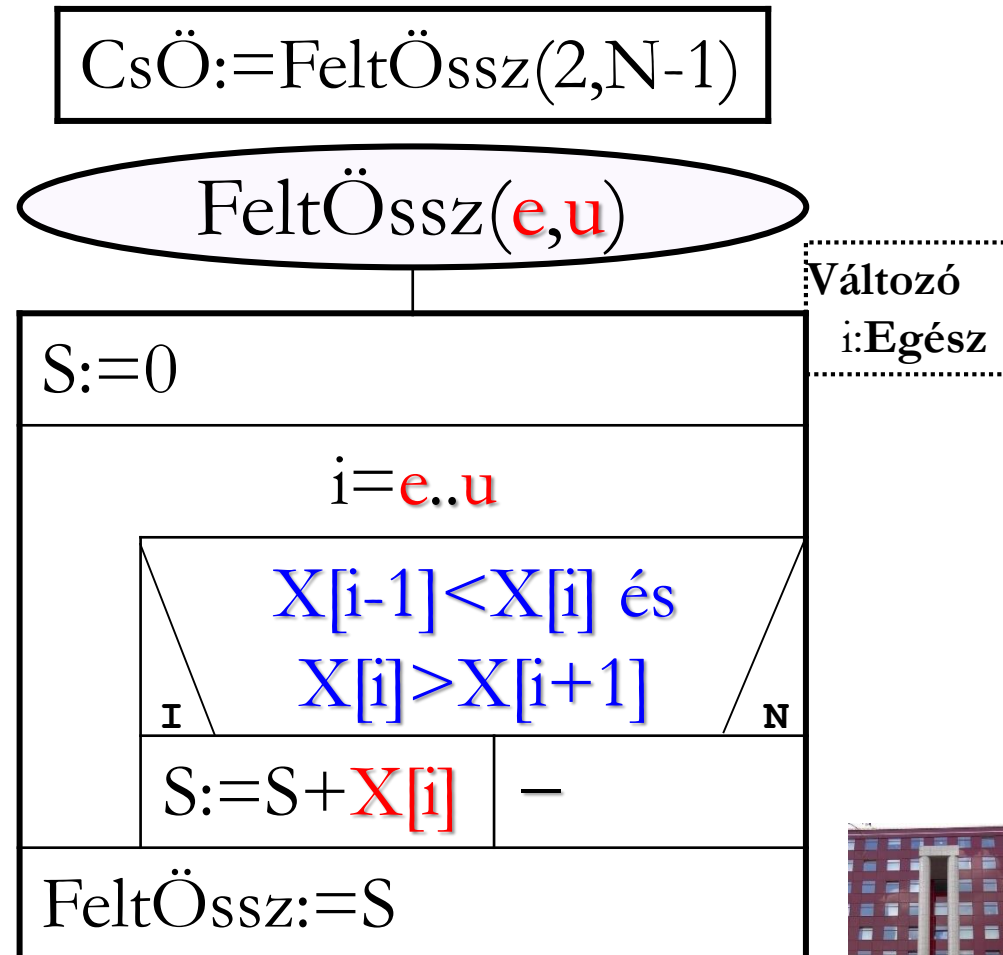 CsÖ:=FeltÖssz(2,N-1)
FeltÖssz(e,u)
Változó
i:Egész
S:=0
i=e..u
X[i-1]<X[i] és
X[i]>X[i+1]
I
N
S:=S+X[i]
–
FeltÖssz:=S